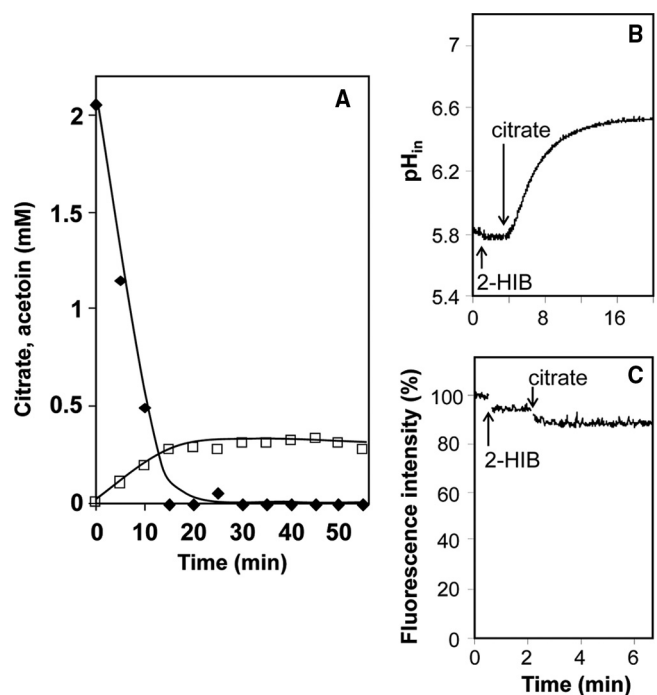 A
Citrate, acetoin (mM)
2
1.5
1
0.5
0
0 10 20 30 40 50
Time (min)
B
pHin
7
6.6
6.2
5.8
5.4
citrate
2-HIB
0 8 16
C
Fluorescence intensity (%)
100
80
60
40
20
0
citrate
2-HIB
0 2 4 6
Time (min)